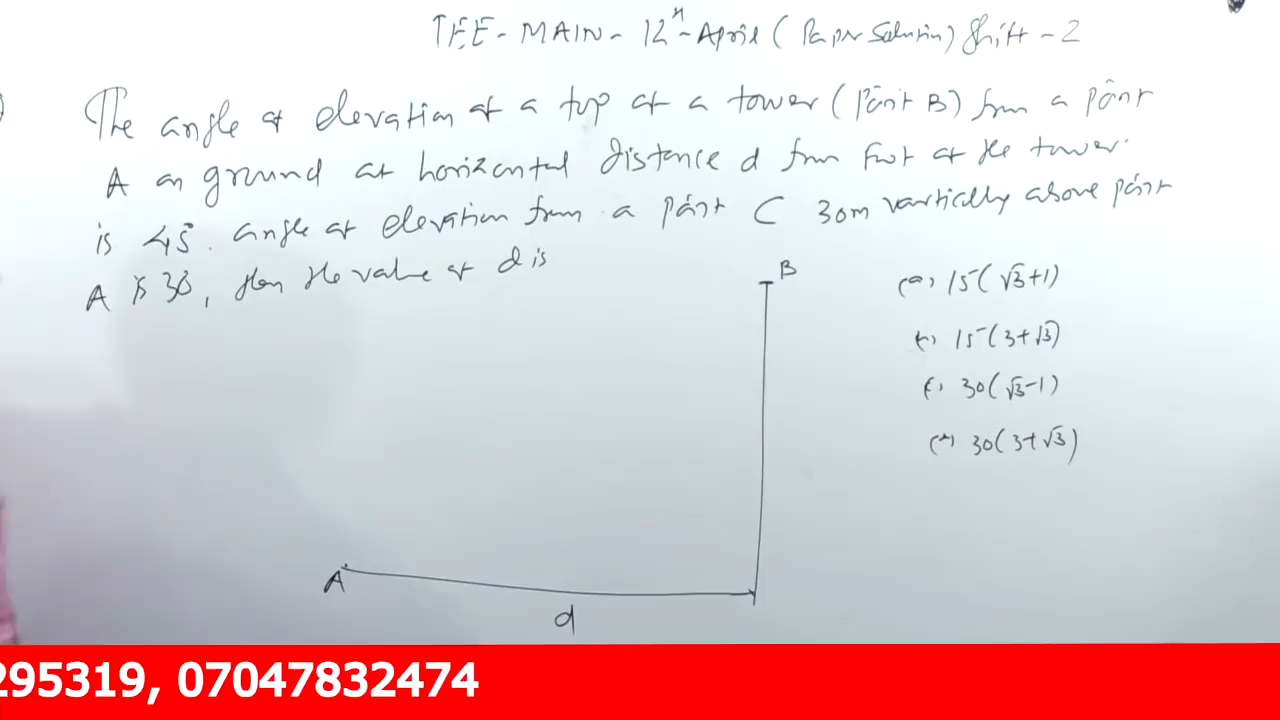 JEE-MAIN-12th-April (Paper Solution) Shift-2
The angle of elevation of a top of a tower (Point B) from a point
A on ground at horizontal distance d from foot of the tower.
is 45°. angle of elevation from a point C 30m vertically above point
A is 30, then the value of d is
B
(a) 15(√3+1)
(b) 15(3+√3)
(c) 30(√3-1)
(d) 30(3+√3)
A
d
295319, 07047832474